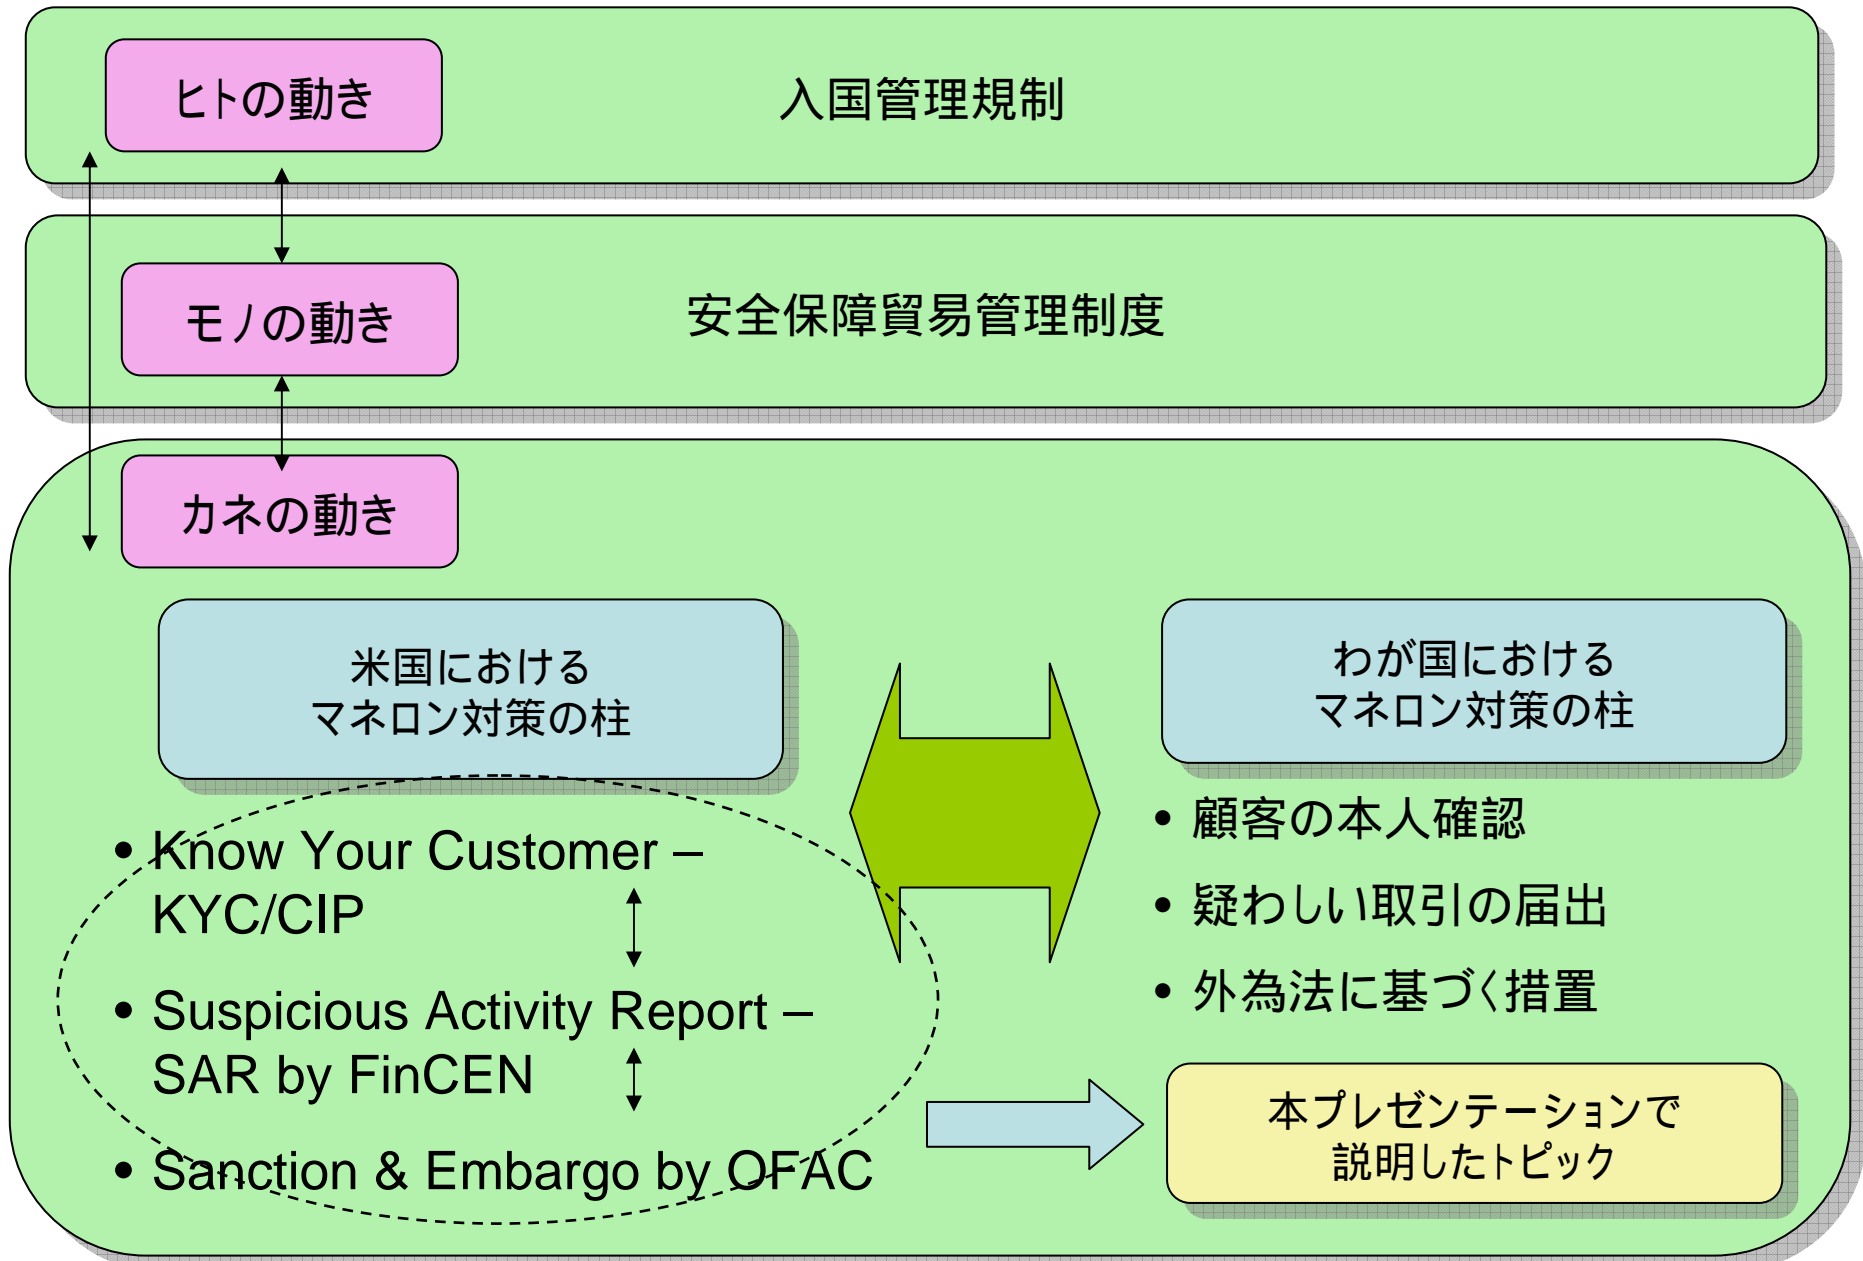 ヒトの動き
入国管理規制
モノの動き
安全保障貿易管理制度
カネの動き
米国における
マネロン対策の柱
• Know Your Customer –
KYC/CIP
• Suspicious Activity Report –
SAR by FinCEN
• Sanction & Embargo by OFAC
わが国における
マネロン対策の柱
• 顧客の本人確認
• 疑わしい取引の届出
• 外為法に基づく措置
本プレゼンテーションで
説明したトピック